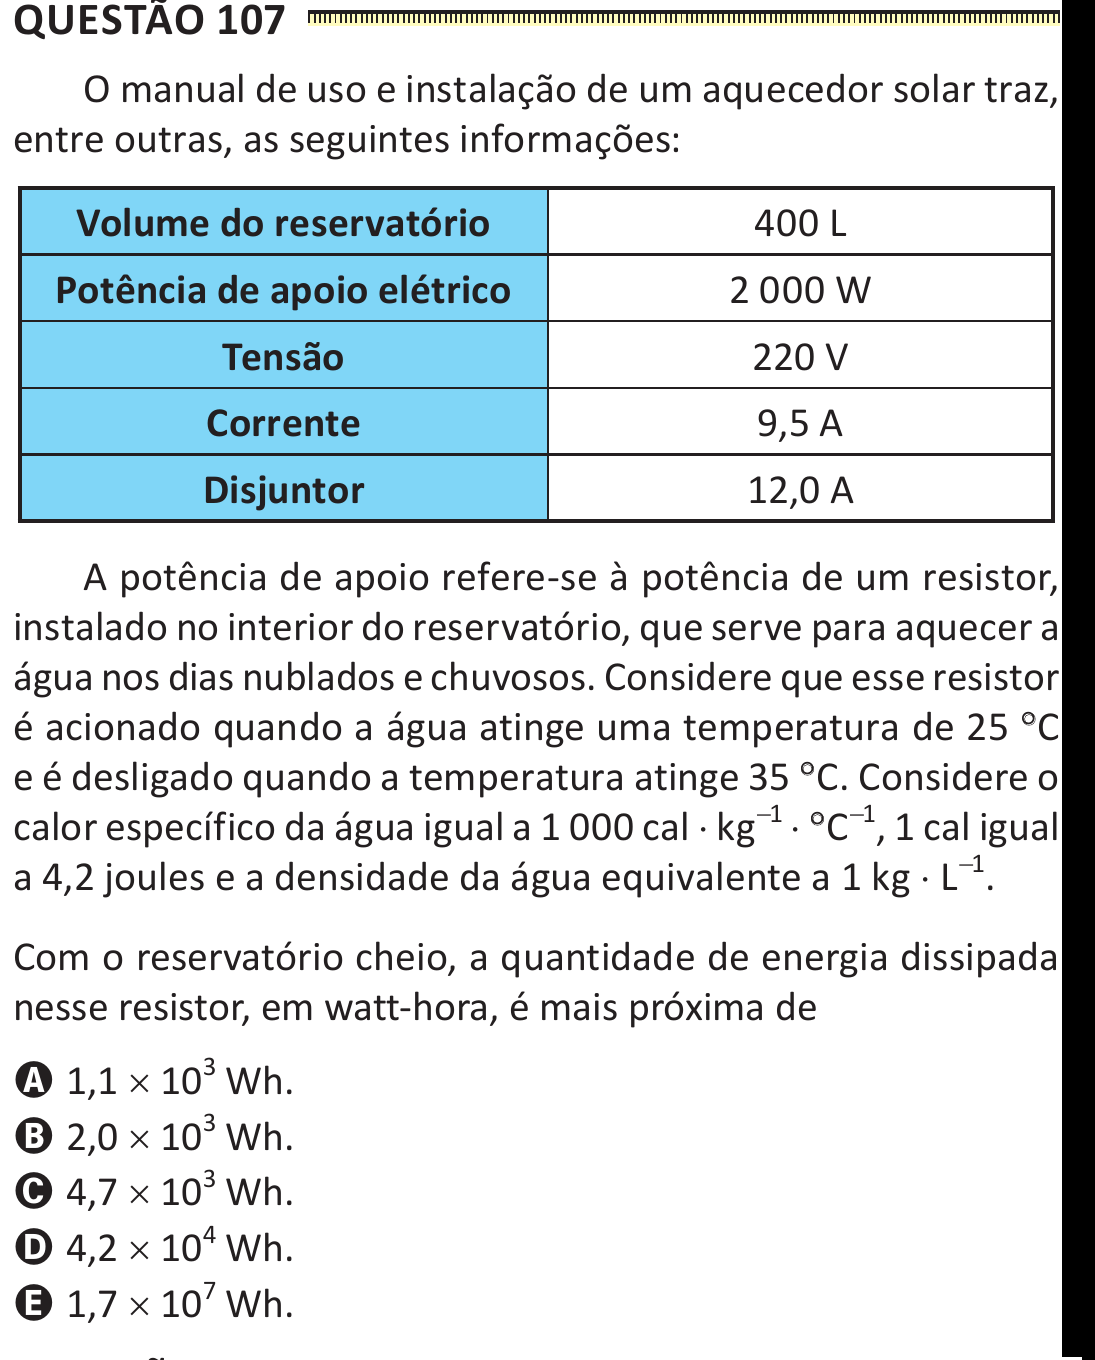 QUESTÃO 107
O manual de uso e instalação de um aquecedor solar traz,
entre outras, as seguintes informações:
Volume do reservatório 400 L
Potência de apoio elétrico 2 000 W
Tensão 220 V
Corrente 9,5 A
Disjuntor 12,0 A
A potência de apoio refere-se à potência de um resistor,
instalado no interior do reservatório, que serve para aquecer a
água nos dias nublados e chuvosos. Considere que esse resistor
é acionado quando a água atinge uma temperatura de 25 °C
e é desligado quando a temperatura atinge 35 °C. Considere o
calor específico da água igual a 1 000 cal · kg⁻¹ · °C⁻¹, 1 cal igual
a 4,2 joules e a densidade da água equivalente a 1 kg · L⁻¹.
Com o reservatório cheio, a quantidade de energia dissipada
nesse resistor, em watt-hora, é mais próxima de
A 1,1 × 10³ Wh.
B 2,0 × 10³ Wh.
C 4,7 × 10³ Wh.
D 4,2 × 10⁴ Wh.
E 1,7 × 10⁷ Wh.